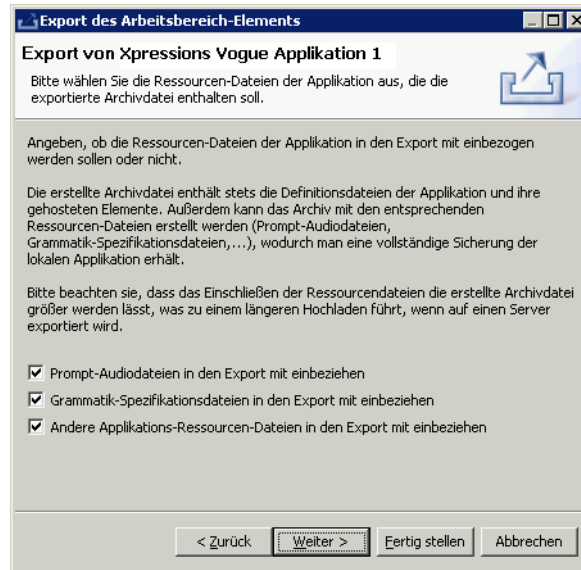 Export des Arbeitsbereich-Elements
Export von Xpressions Vogue Applikation 1
Bitte wählen Sie die Ressourcen-Dateien der Applikation aus, die die
exportierte Archivdatei enthalten soll.
Angeben, ob die Ressourcen-Dateien der Applikation in den Export mit einbezogen
werden sollen oder nicht.
Die erstellte Archivdatei enthält stets die Definitionsdateien der Applikation und ihre
gehosteten Elemente. Außerdem kann das Archiv mit den entsprechenden
Ressourcen-Dateien erstellt werden (Prompt-Audiodateien,
Grammatik-Spezifikationsdateien,...), wodurch man eine vollständige Sicherung der
lokalen Applikation erhält.
Bitte beachten sie, dass das Einschließen der Ressourcendateien die erstellte Archivdatei
größer werden lässt, was zu einem längeren Hochladen führt, wenn auf einen Server
exportiert wird.
Prompt-Audiodateien in den Export mit einbeziehen
Grammatik-Spezifikationsdateien in den Export mit einbeziehen
Andere Applikations-Ressourcen-Dateien in den Export mit einbeziehen
< Zurück Weiter > Fertig stellen Abbrechen